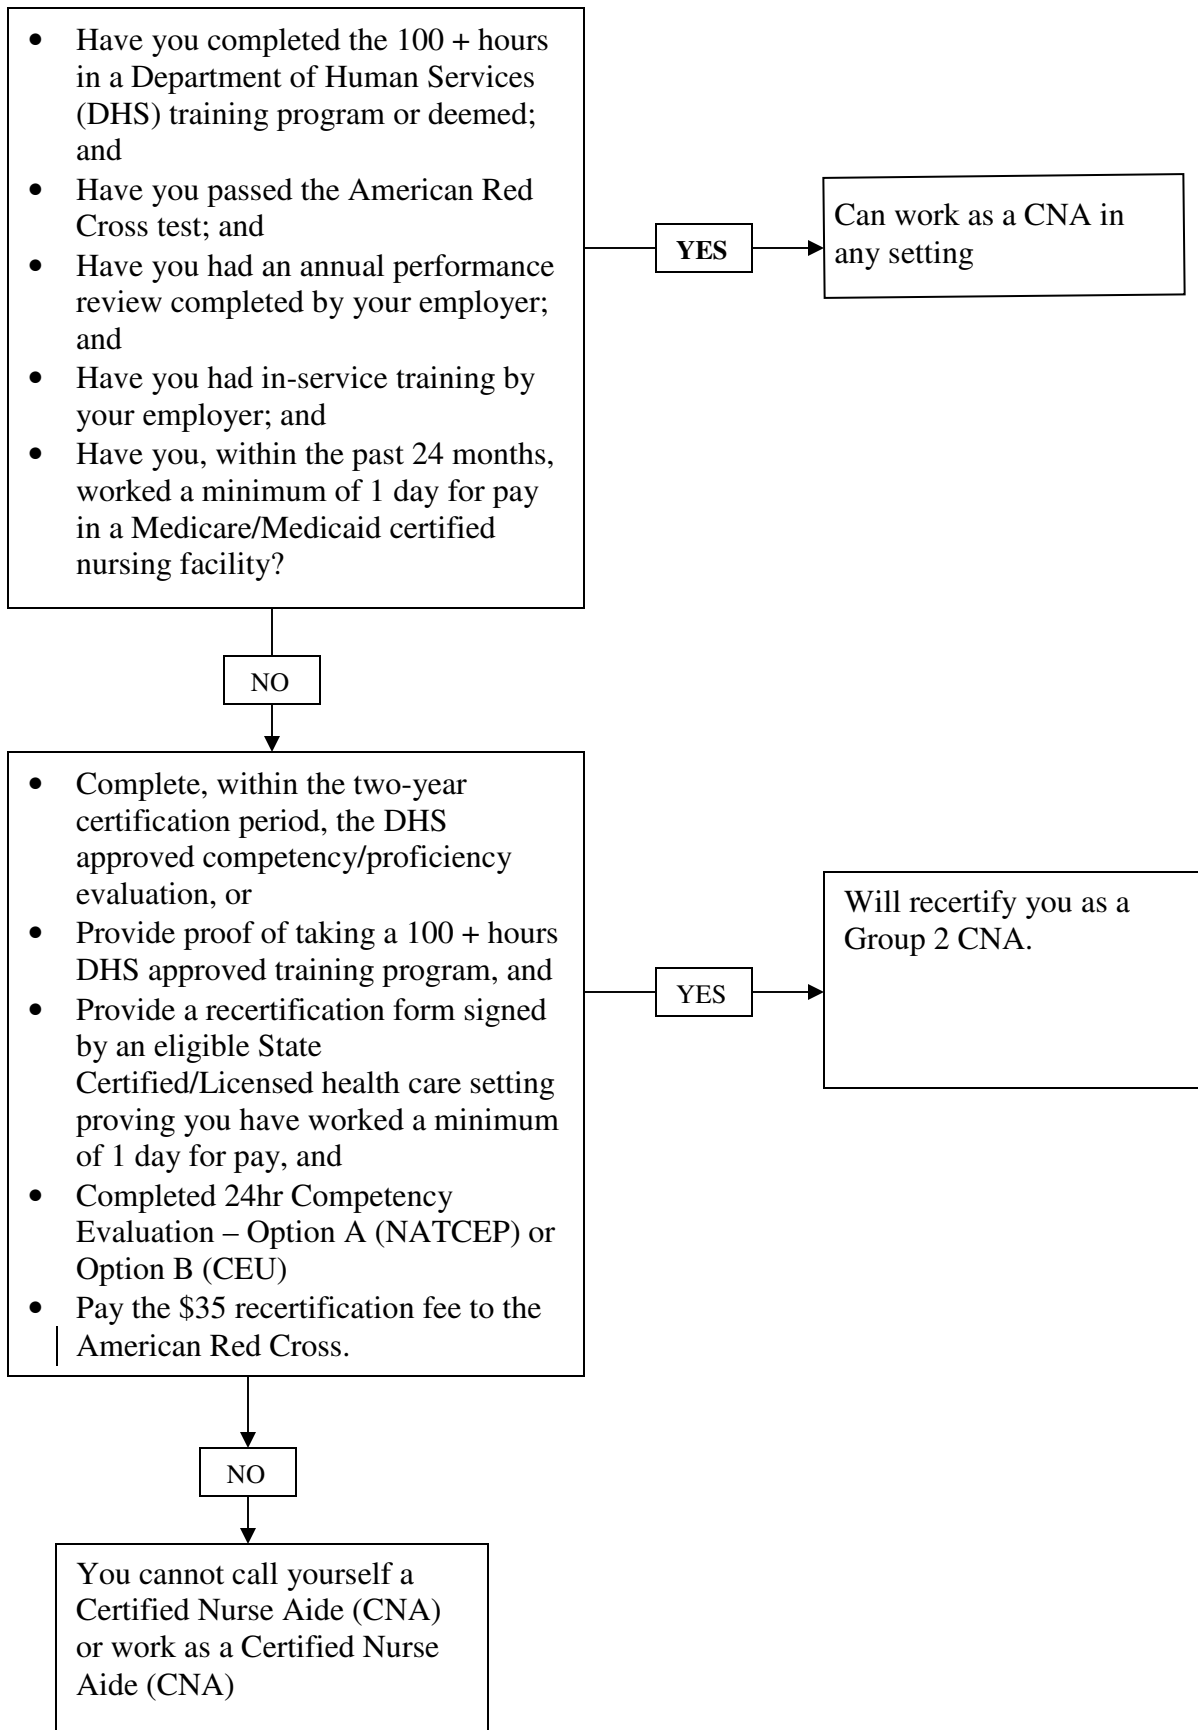 • Have you completed the 100 + hours
in a Department of Human Services
(DHS) training program or deemed;
and
• Have you passed the American Red
Cross test; and
• Have you had an annual performance
review completed by your employer;
and
• Have you had in-service training by
your employer; and
• Have you, within the past 24 months,
worked a minimum of 1 day for pay
in a Medicare/Medicaid certified
nursing facility?
YES
Can work as a CNA in
any setting
NO
• Complete, within the two-year
certification period, the DHS
approved competency/proficiency
evaluation, or
• Provide proof of taking a 100 + hours
DHS approved training program, and
• Provide a recertification form signed
by an eligible State
Certified/Licensed health care setting
proving you have worked a minimum
of 1 day for pay, and
• Completed 24hr Competency
Evaluation – Option A (NATCEP) or
Option B (CEU)
• Pay the $35 recertification fee to the
American Red Cross.
YES
Will recertify you as a
Group 2 CNA.
NO
You cannot call yourself a
Certified Nurse Aide (CNA)
or work as a Certified Nurse
Aide (CNA)